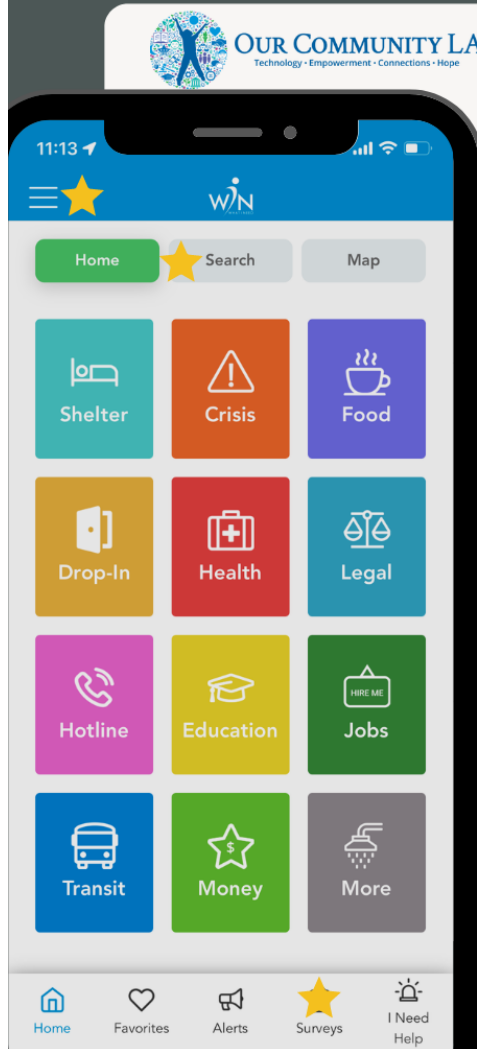 OUR COMMUNITY LA
Technology • Empowerment • Connections • Hope
11:13
WIN
Home Search Map
Shelter Crisis Food
Drop-In Health Legal
HIRE ME
Hotline Education Jobs
$
Transit Money More
Home Favorites Alerts Surveys I Need Help